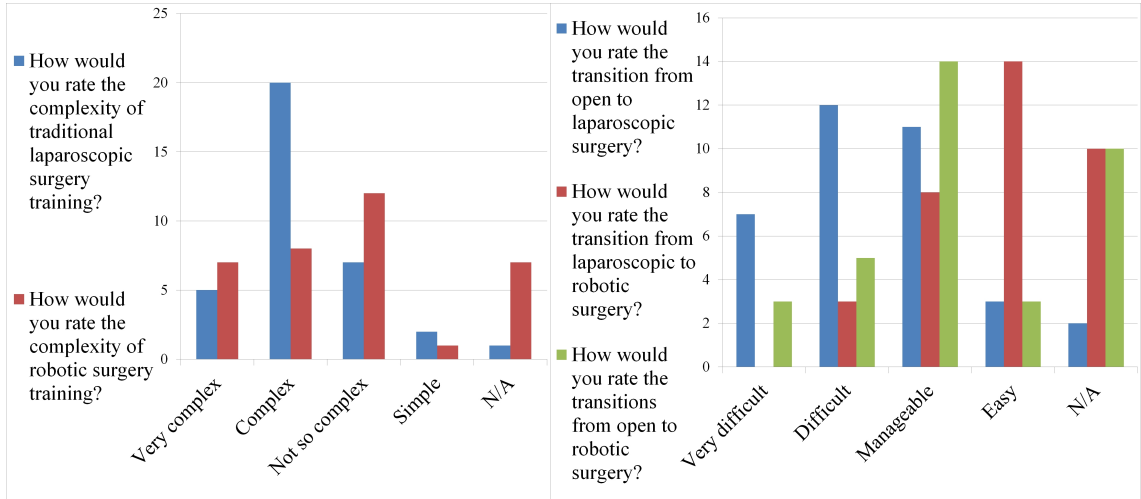 How would
you rate the
complexity of
traditional
laparoscopic
surgery
training?
How would
you rate the
complexity of
robotic surgery
training?
25
20
15
10
5
0
Very complex
Complex
Not so complex
Simple
N/A
How would
you rate the
transition from
open to
laparoscopic
surgery?
How would
you rate the
transition from
laparoscopic to
robotic
surgery?
How would
you rate the
transitions
from open to
robotic
surgery?
16
14
12
10
8
6
4
2
0
Very difficult
Difficult
Manageable
Easy
N/A